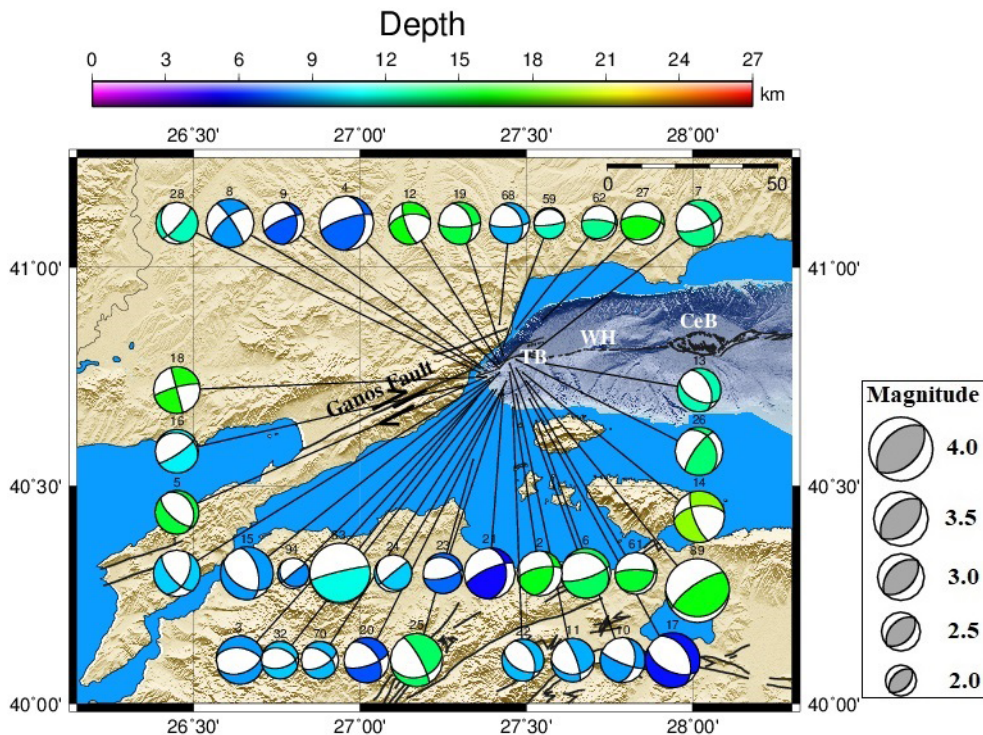 Depth
0 3 6 9 12 15 18 21 24 27
km
26°30' 27°00' 27°30' 28°00'
0 50
28 8 9 4 12 19 68 59 62 27 7
41°00' 41°00'
CeB
WH
TB
Ganos Fault
18 13
16 26
5 14
40°30' 40°30'
15 91 63 24 23 21 2 6 61 89
3 32 70 20 25 22 11 10 17
40°00' 40°00'
26°30' 27°00' 27°30' 28°00'
Magnitude
4.0
3.5
3.0
2.5
2.0